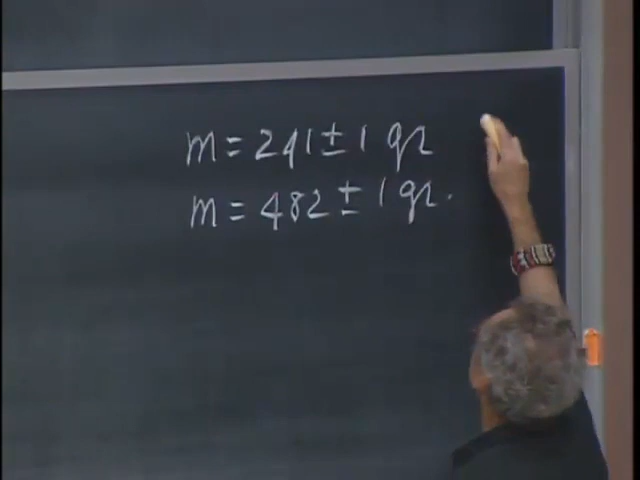 m = 241 ± 1 gr
m = 482 ± 1 gr.